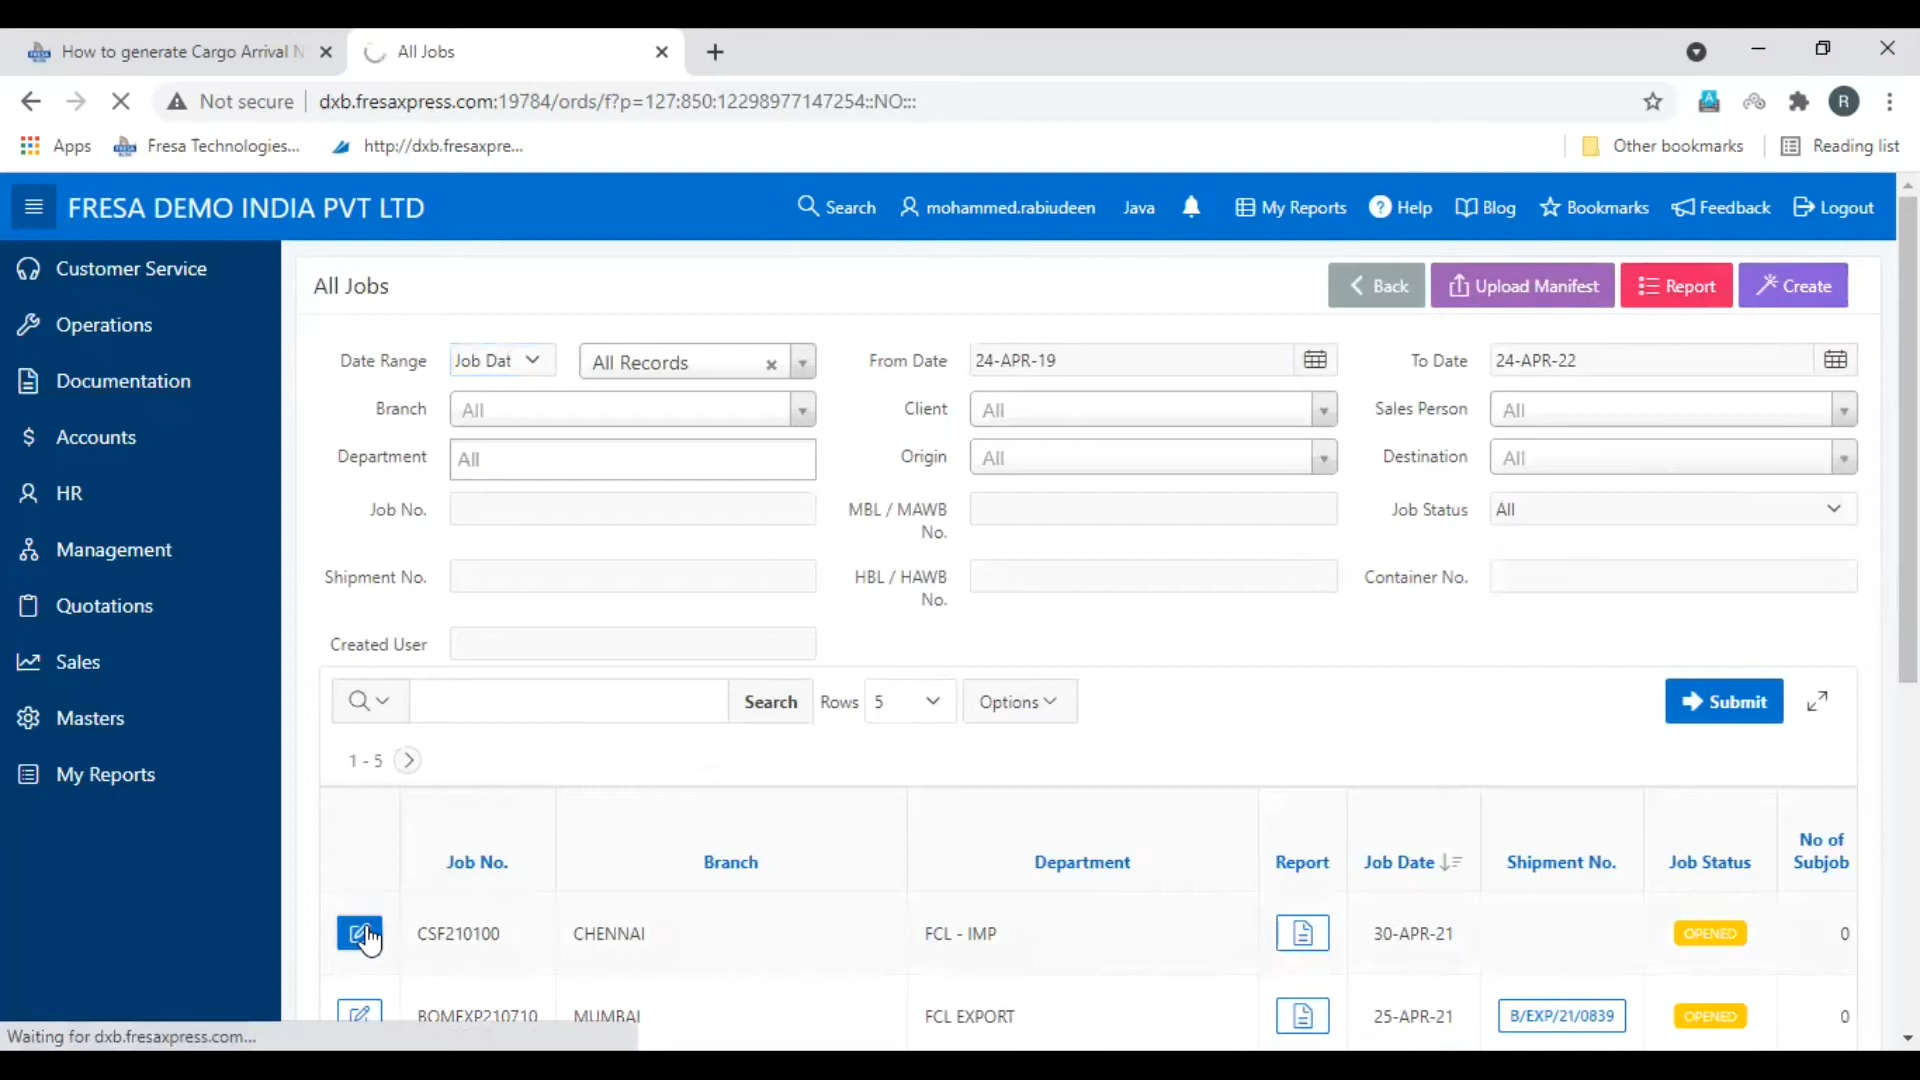 How to generate Cargo Arrival N
All Jobs
Not secure
dxb.fresaxpress.com:19784/ords/f?p=127:850:12298977147254::NO:::
R
Apps
Fresa Technologies...
http://dxb.fresaxpre...
Other bookmarks
Reading list
FRESA DEMO INDIA PVT LTD
Search
mohammed.rabiudeen
Java
My Reports
Help
Blog
Bookmarks
Feedback
Logout
Customer Service
Operations
Documentation
Accounts
HR
Management
Quotations
Sales
Masters
My Reports
All Jobs
Back
Upload Manifest
Report
Create
Date Range
Job Dat
All Records
From Date
24-APR-19
To Date
24-APR-22
Branch
All
Client
All
Sales Person
All
Department
All
Origin
All
Destination
All
Job No.
MBL / MAWB
No.
Job Status
All
Shipment No.
HBL / HAWB
No.
Container No.
Created User
Search
Rows
5
Options
Submit
1 - 5
Job No.
Branch
Department
Report
Job Date
Shipment No.
Job Status
No of
Subjob
CSF210100
CHENNAI
FCL - IMP
30-APR-21
OPENED
0
BOMEXP210710
MUMBAI
FCL EXPORT
25-APR-21
B/EXP/21/0839
OPENED
0
Waiting for dxb.fresaxpress.com...